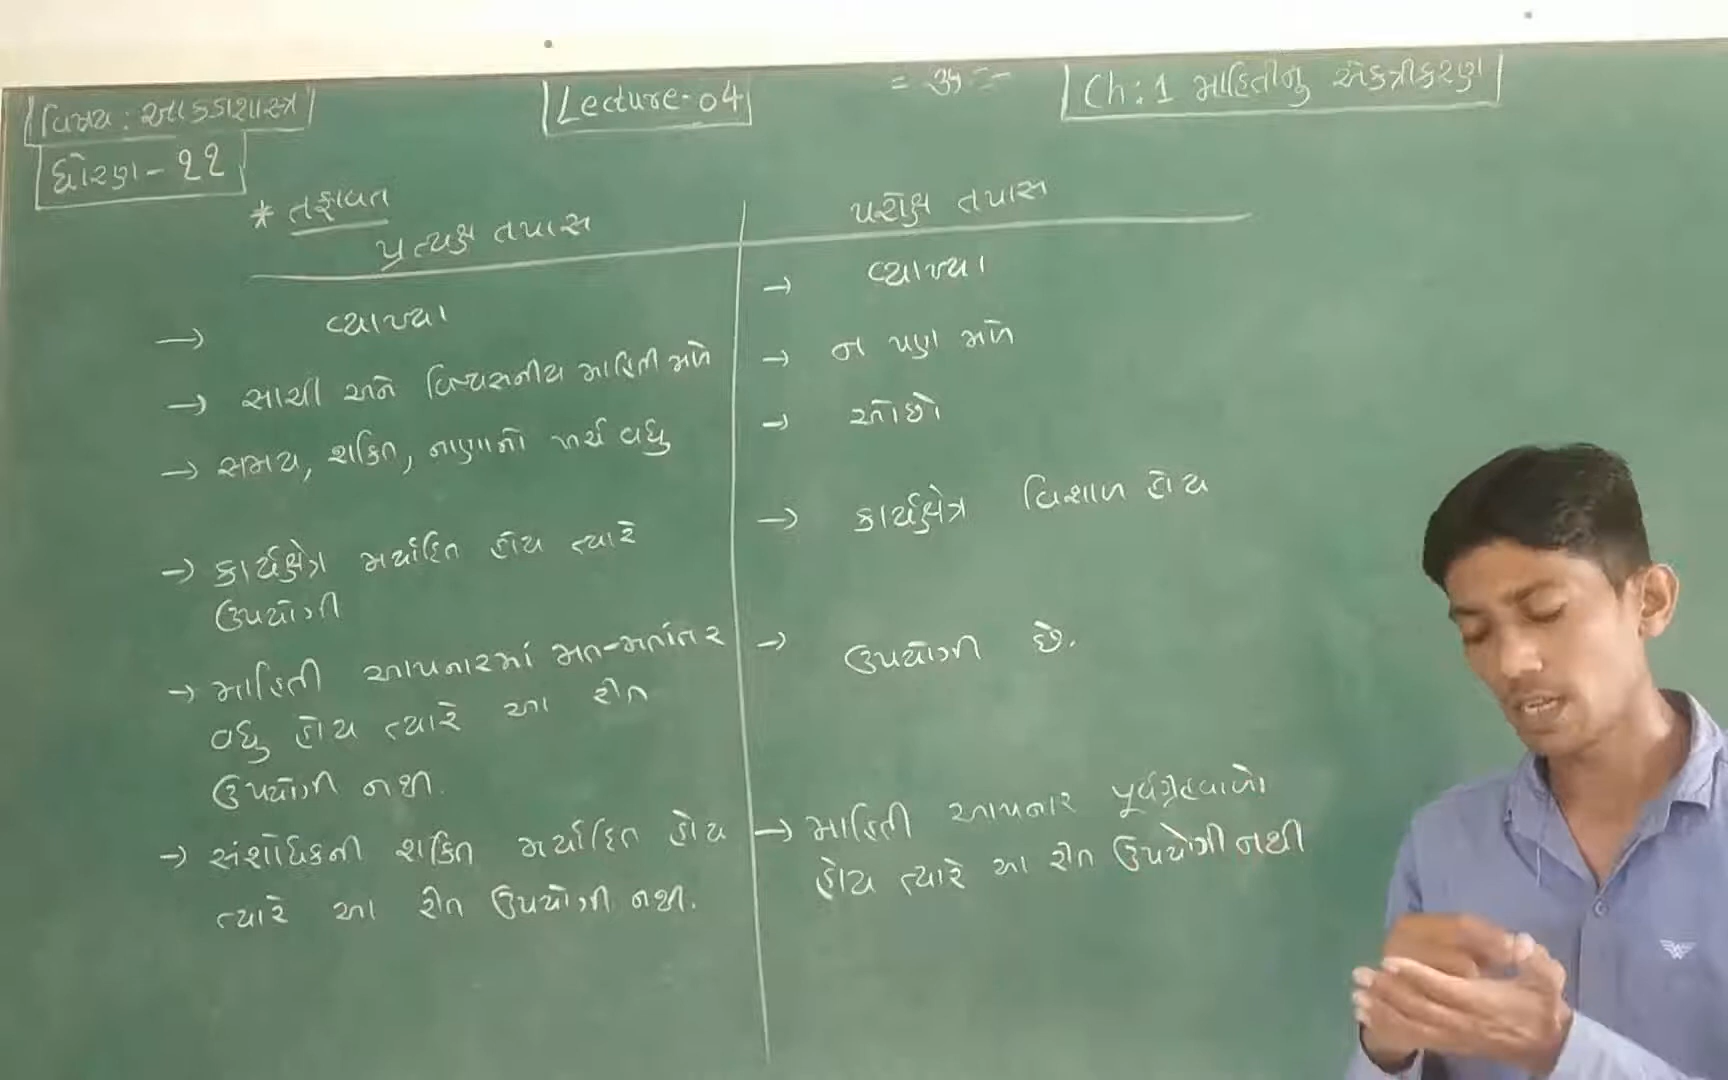 વિષય : આંકડાશાસ્ત્ર
ધોરણ - ૧૧
Lecture - 04
= ૐ =
Ch : 1 માહિતીનુ એકત્રીકરણ
* તફાવત
પ્રત્યક્ષ તપાસ
પરોક્ષ તપાસ
→ વ્યાખ્યા
→ સાચી અને વિશ્વસનીય માહિતી મળે
→ સમય, શક્તિ, નાણાનો ખર્ચ વધુ
→ કાર્યક્ષેત્ર મર્યાદિત હોય ત્યારે
ઉપયોગી
→ માહિતી આપનારમાં મત-મતાંતર
વધુ હોય ત્યારે આ રીત
ઉપયોગી નથી.
→ સંશોધકની શક્તિ મર્યાદિત હોય
ત્યારે આ રીત ઉપયોગી નથી.
→ વ્યાખ્યા
→ ન પણ મળે
→ ઓછો
→ કાર્યક્ષેત્ર વિશાળ હોય
→ ઉપયોગી છે.
→ માહિતી આપનાર પૂર્વગ્રહવાળો
હોય ત્યારે આ રીત ઉપયોગી નથી